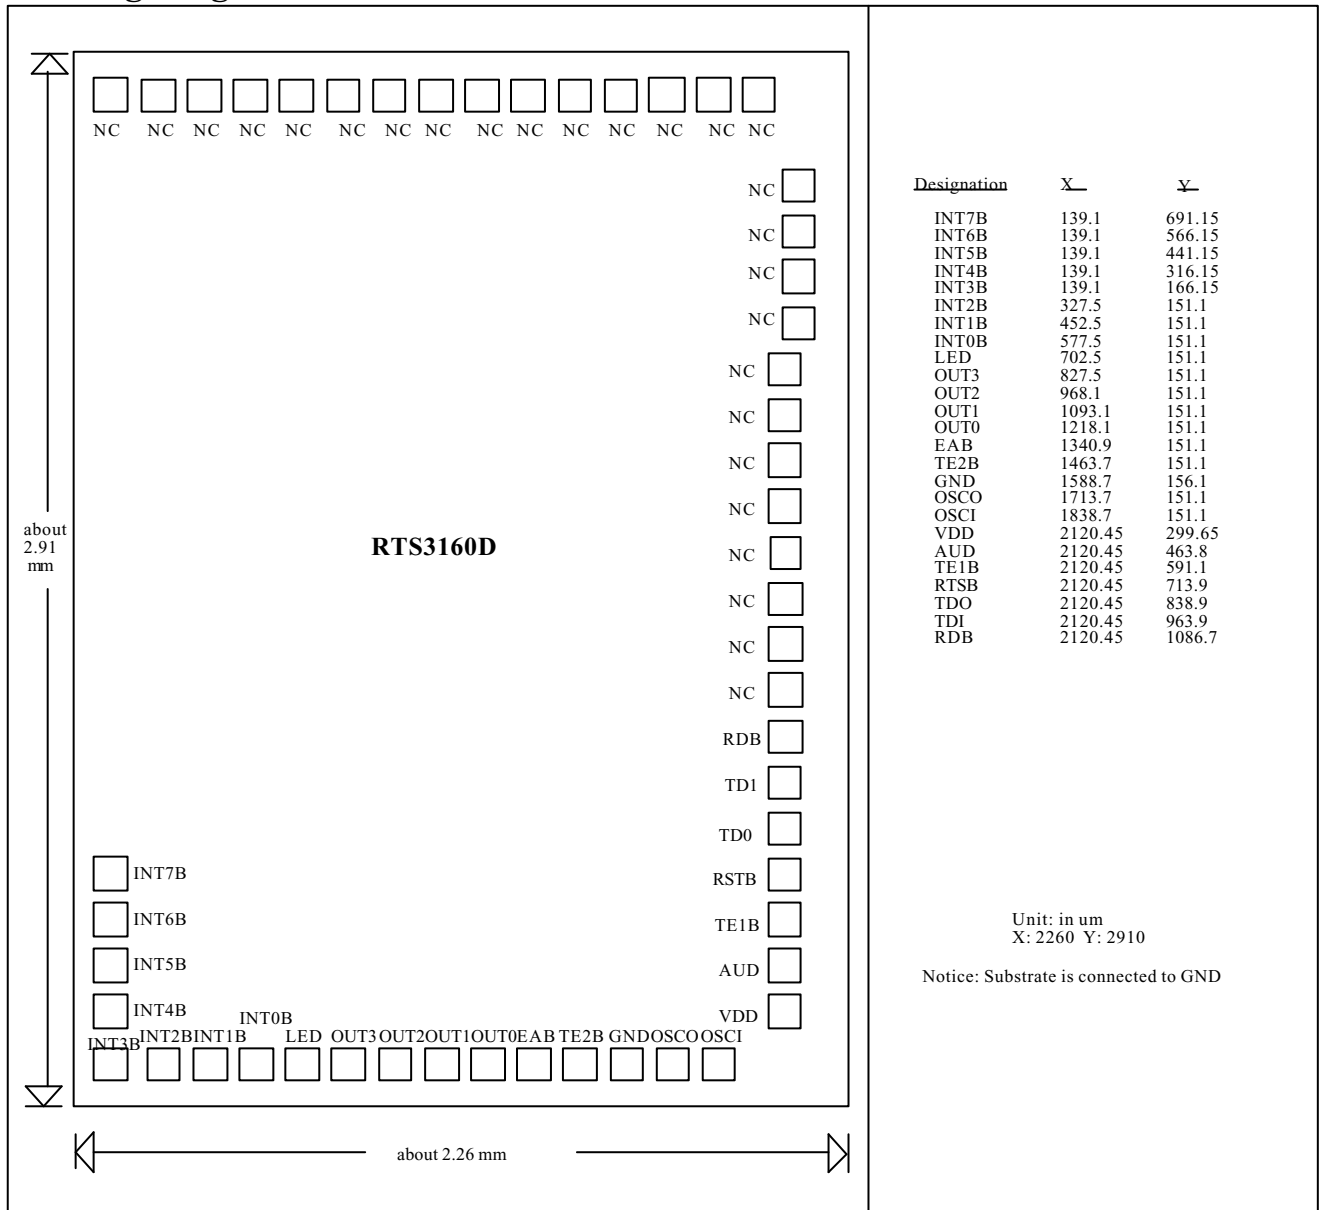 NC NC NC NC NC NC NC NC NC NC NC NC NC NC NC
NC
NC
NC
NC
NC
NC
NC
NC
NC
NC
NC
NC
RDB
TD1
TD0
RSTB
TE1B
AUD
VDD
about
2.91
mm
RTS3160D
INT7B
INT6B
INT5B
INT4B
INT3B
INT2B INT1B INT0B LED OUT3 OUT2 OUT1 OUT0 EAB TE2B GND OSCO OSCI
about 2.26 mm
Designation X Y
INT7B 139.1 691.15
INT6B 139.1 566.15
INT5B 139.1 441.15
INT4B 139.1 316.15
INT3B 139.1 166.15
INT2B 327.5 151.1
INT1B 452.5 151.1
INT0B 577.5 151.1
LED 702.5 151.1
OUT3 827.5 151.1
OUT2 968.1 151.1
OUT1 1093.1 151.1
OUT0 1218.1 151.1
EAB 1340.9 151.1
TE2B 1463.7 151.1
GND 1588.7 156.1
OSCO 1713.7 151.1
OSCI 1838.7 151.1
VDD 2120.45 299.65
AUD 2120.45 463.8
TE1B 2120.45 591.1
RTSB 2120.45 713.9
TDO 2120.45 838.9
TDI 2120.45 963.9
RDB 2120.45 1086.7
Unit: in um
X: 2260 Y: 2910
Notice: Substrate is connected to GND